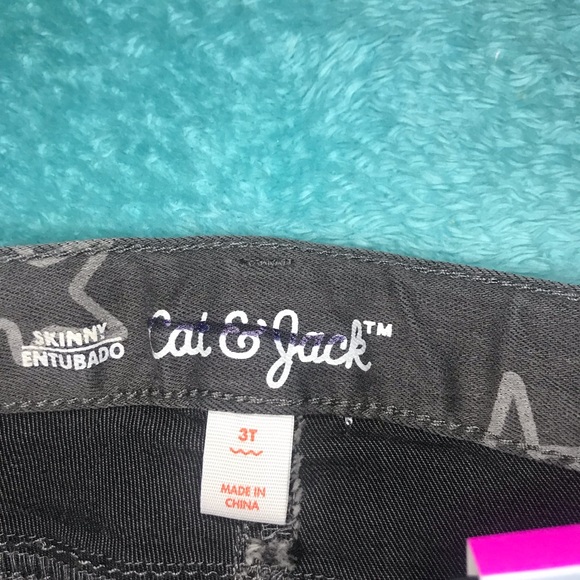 SKINNY
ENTUBADO
Cat & Jack™
3T
MADE IN
CHINA